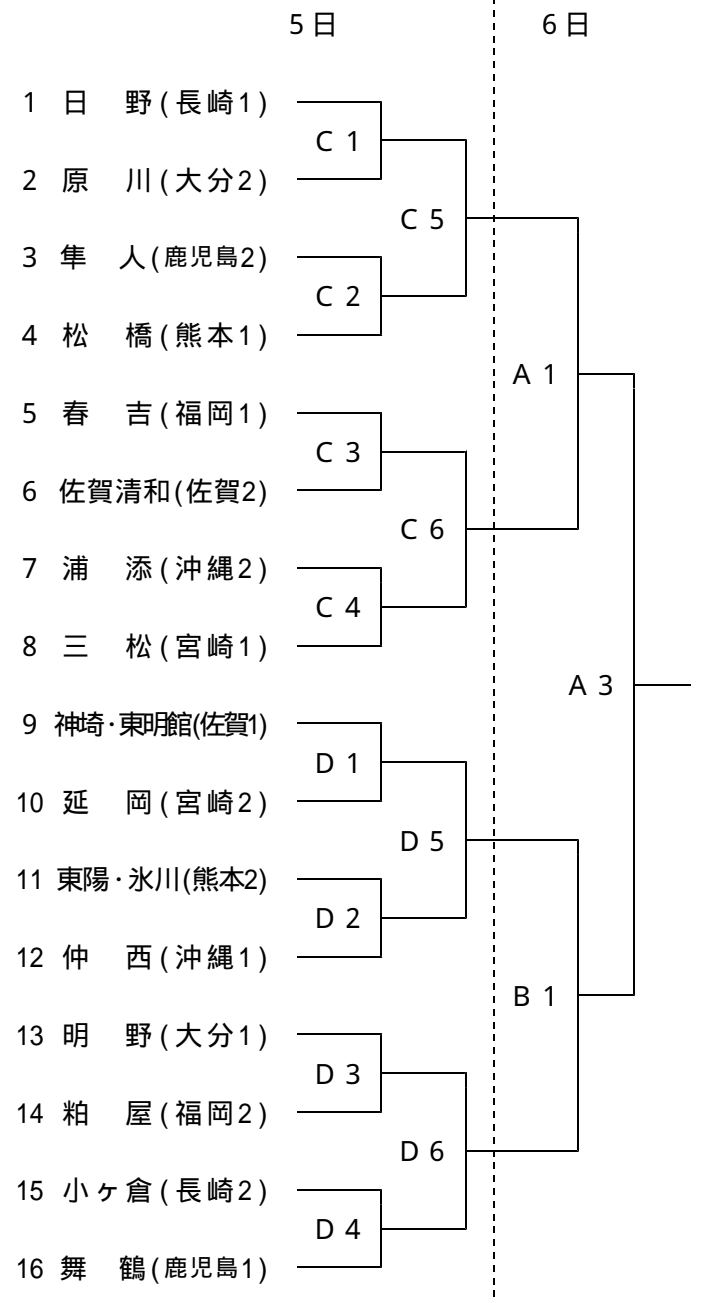 5日 6日
1 日 野(長崎1)
C 1
2 原 川(大分2)
C 5
3 隼 人(鹿児島2)
C 2
4 松 橋(熊本1)
A 1
5 春 吉(福岡1)
C 3
6 佐賀清和(佐賀2)
C 6
7 浦 添(沖縄2)
C 4
8 三 松(宮崎1)
A 3
9 神埼・東明館(佐賀1)
D 1
10 延 岡(宮崎2)
D 5
11 東陽・氷川(熊本2)
D 2
12 仲 西(沖縄1)
B 1
13 明 野(大分1)
D 3
14 粕 屋(福岡2)
D 6
15 小ヶ倉(長崎2)
D 4
16 舞 鶴(鹿児島1)